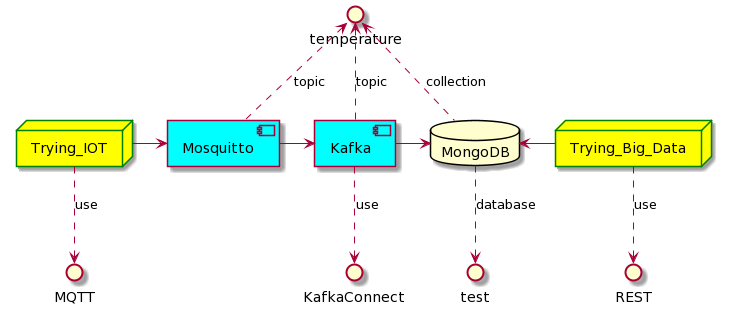 temperature
topic
topic
collection
Trying_IOT
Mosquitto
Kafka
MongoDB
Trying_Big_Data
use
use
database
use
MQTT
KafkaConnect
test
REST